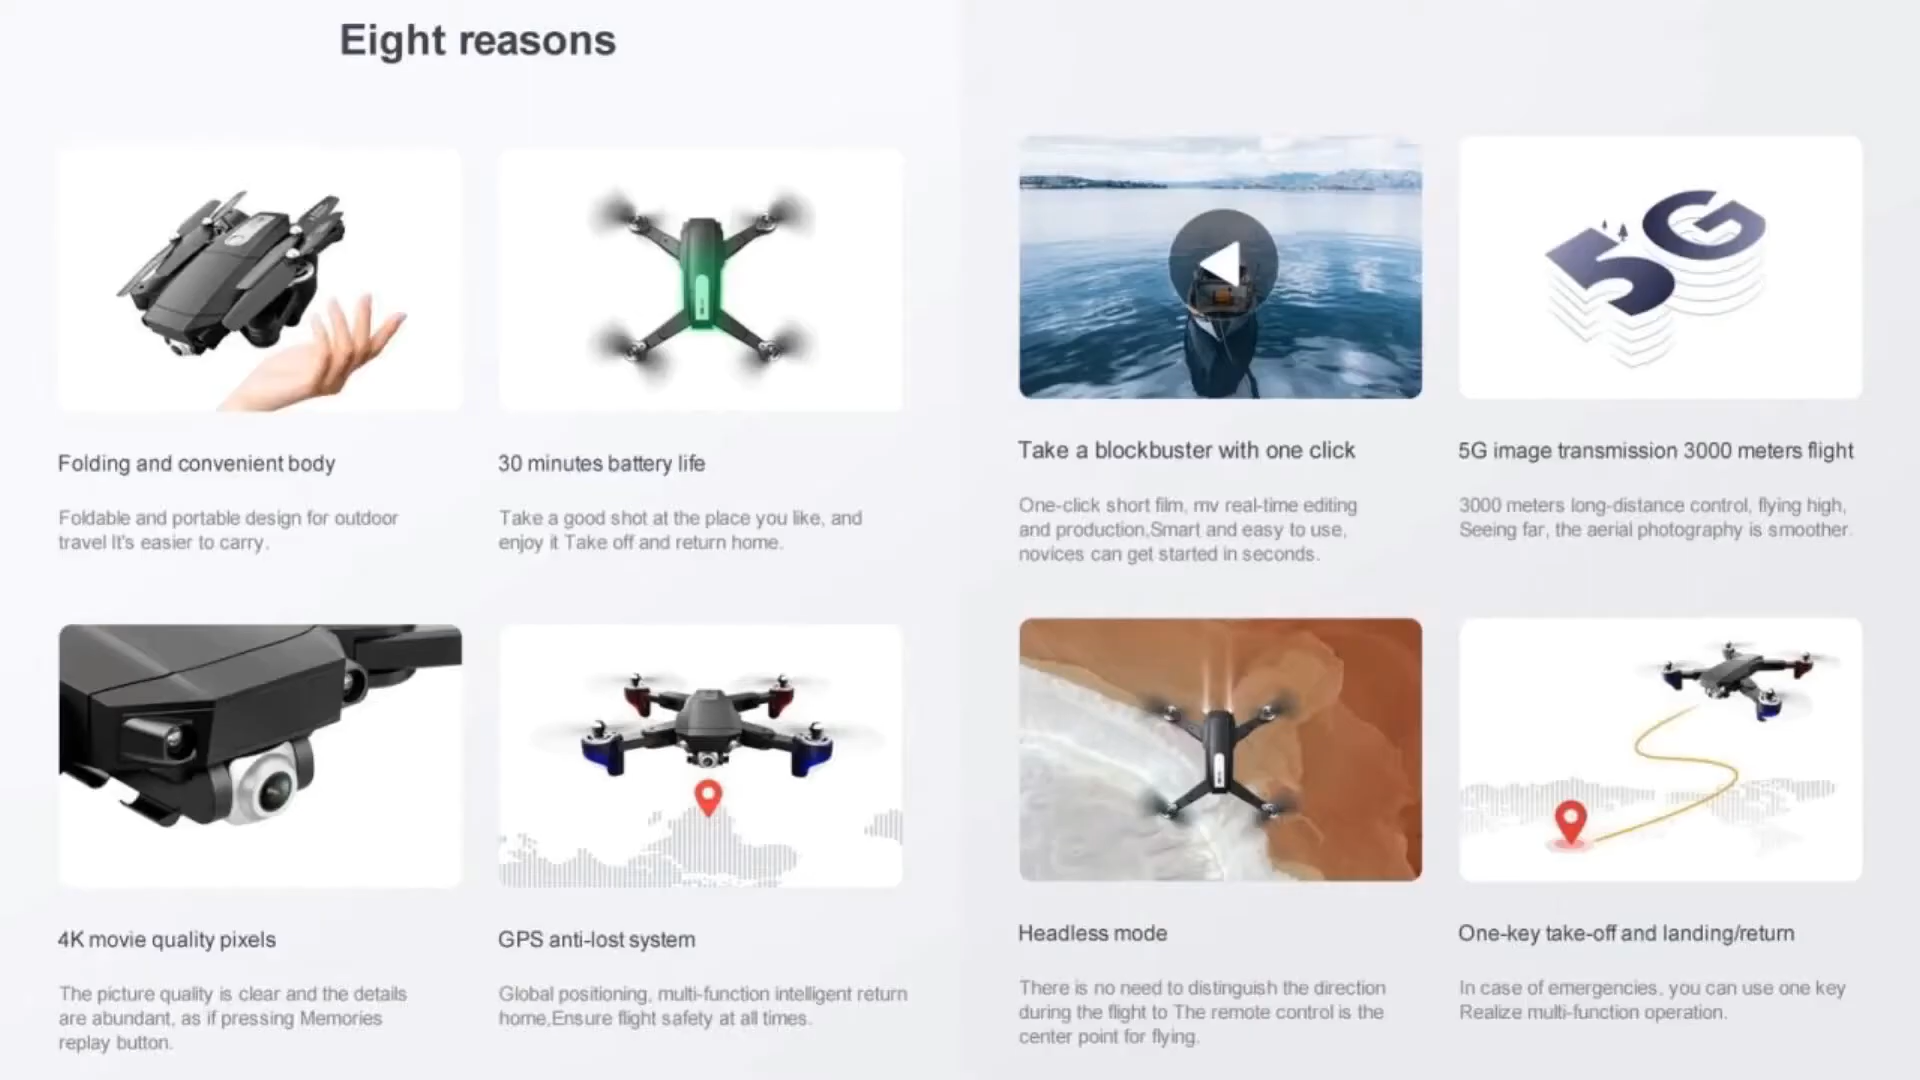 Eight reasons
Folding and convenient body
Foldable and portable design for outdoor
travel It's easier to carry.
30 minutes battery life
Take a good shot at the place you like, and
enjoy it Take off and return home.
Take a blockbuster with one click
One-click short film, mv real-time editing
and production,Smart and easy to use,
novices can get started in seconds.
5G
5G image transmission 3000 meters flight
3000 meters long-distance control, flying high,
Seeing far, the aerial photography is smoother.
4K movie quality pixels
The picture quality is clear and the details
are abundant, as if pressing Memories
replay button.
GPS anti-lost system
Global positioning, multi-function intelligent return
home,Ensure flight safety at all times.
Headless mode
There is no need to distinguish the direction
during the flight to The remote control is the
center point for flying.
One-key take-off and landing/return
In case of emergencies, you can use one key
Realize multi-function operation.